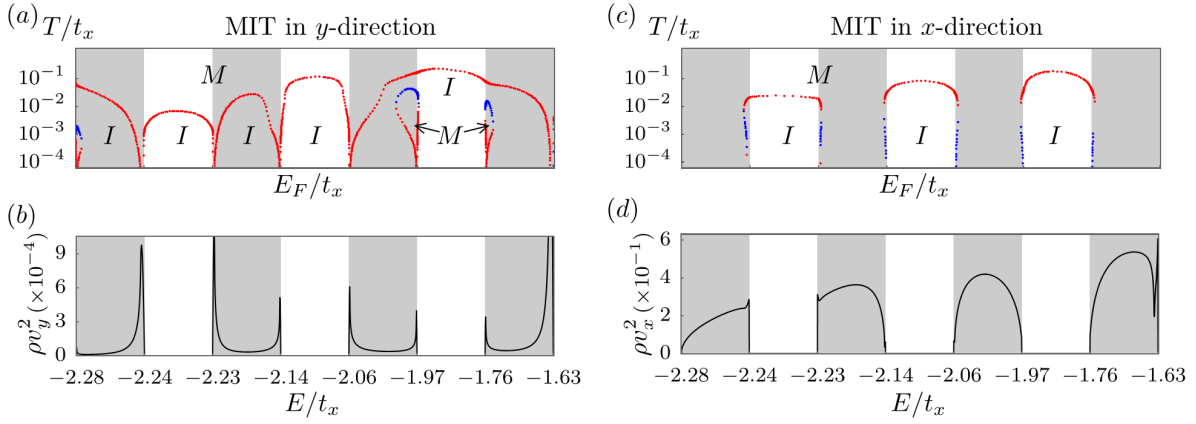 (a)
T/t_x
MIT in y-direction
10^{-1}
10^{-2}
10^{-3}
10^{-4}
M
I
I
I
I
I
M
E_F/t_x
(b)
ρv_y^2 (×10^{-4})
9
6
3
0
−2.28 −2.24 −2.23 −2.14 −2.06 −1.97 −1.76 −1.63
E/t_x
(c)
T/t_x
MIT in x-direction
10^{-1}
10^{-2}
10^{-3}
10^{-4}
M
I
I
I
E_F/t_x
(d)
ρv_x^2 (×10^{-1})
6
4
2
0
−2.28 −2.24 −2.23 −2.14 −2.06 −1.97 −1.76 −1.63
E/t_x